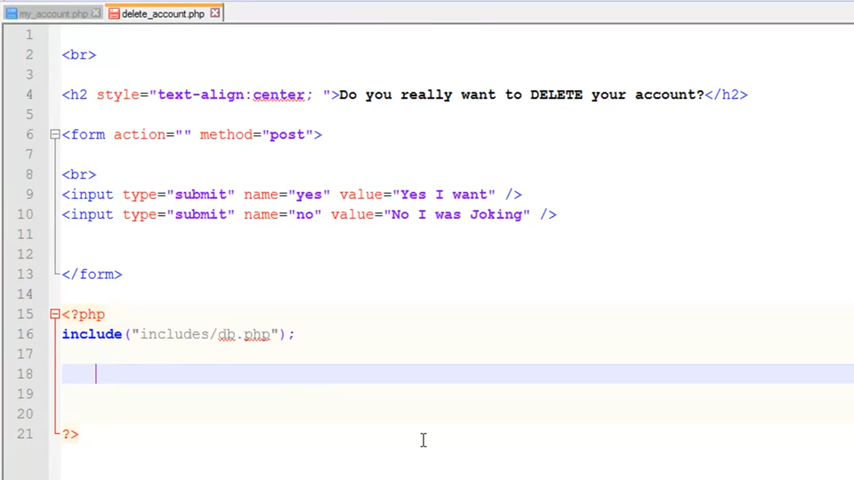 my_account.php delete_account.php
1
2 <br>
3
4 <h2 style="text-align:center; ">Do you really want to DELETE your account?</h2>
5
6 <form action="" method="post">
7
8 <br>
9 <input type="submit" name="yes" value="Yes I want" />
10 <input type="submit" name="no" value="No I was Joking" />
11
12
13 </form>
14
15 <?php
16 include("includes/db.php");
17
18
19
20
21 ?>